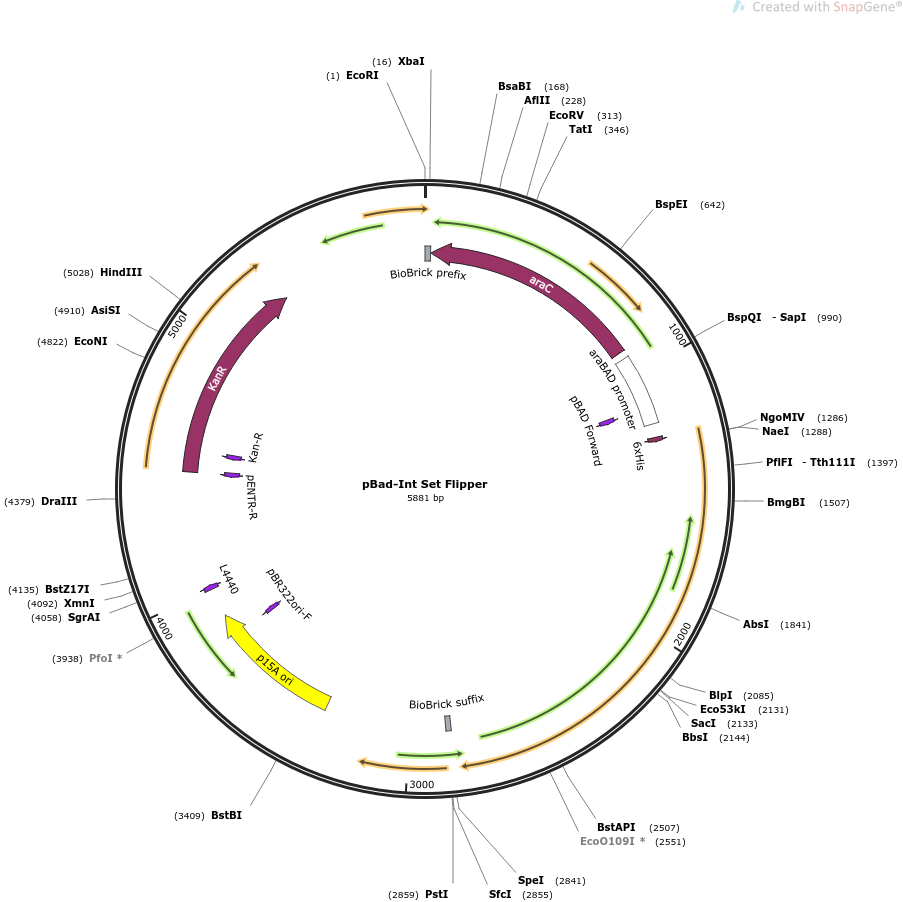 Created with SnapGene®
(16) XbaI
(1) EcoRI
BsaBI (168)
AflII (228)
EcoRV (313)
TatI (346)
BspEI (642)
BspQI - SapI (990)
NgoMIV (1286)
NaeI (1288)
PflFI - Tth111I (1397)
BmgBI (1507)
AbsI (1841)
BlpI (2085)
Eco53kI (2131)
SacI (2133)
BbsI (2144)
BstAPI (2507)
EcoO109I * (2551)
SpeI (2841)
SfcI (2855)
(2859) PstI
(3409) BstBI
(3938) PfoI *
(4058) SgrAI
(4092) XmnI
(4135) BstZ17I
(4379) DraIII
(4822) EcoNI
(4910) AsiSI
(5028) HindIII
1000
2000
3000
4000
5000
BioBrick prefix
araC
araBAD promoter
pBAD Forward
6xHis
KanR
Kan-R
pENTR-R
L4440
pBR322ori-F
p15A ori
BioBrick suffix
pBad-Int Set Flipper
5881 bp